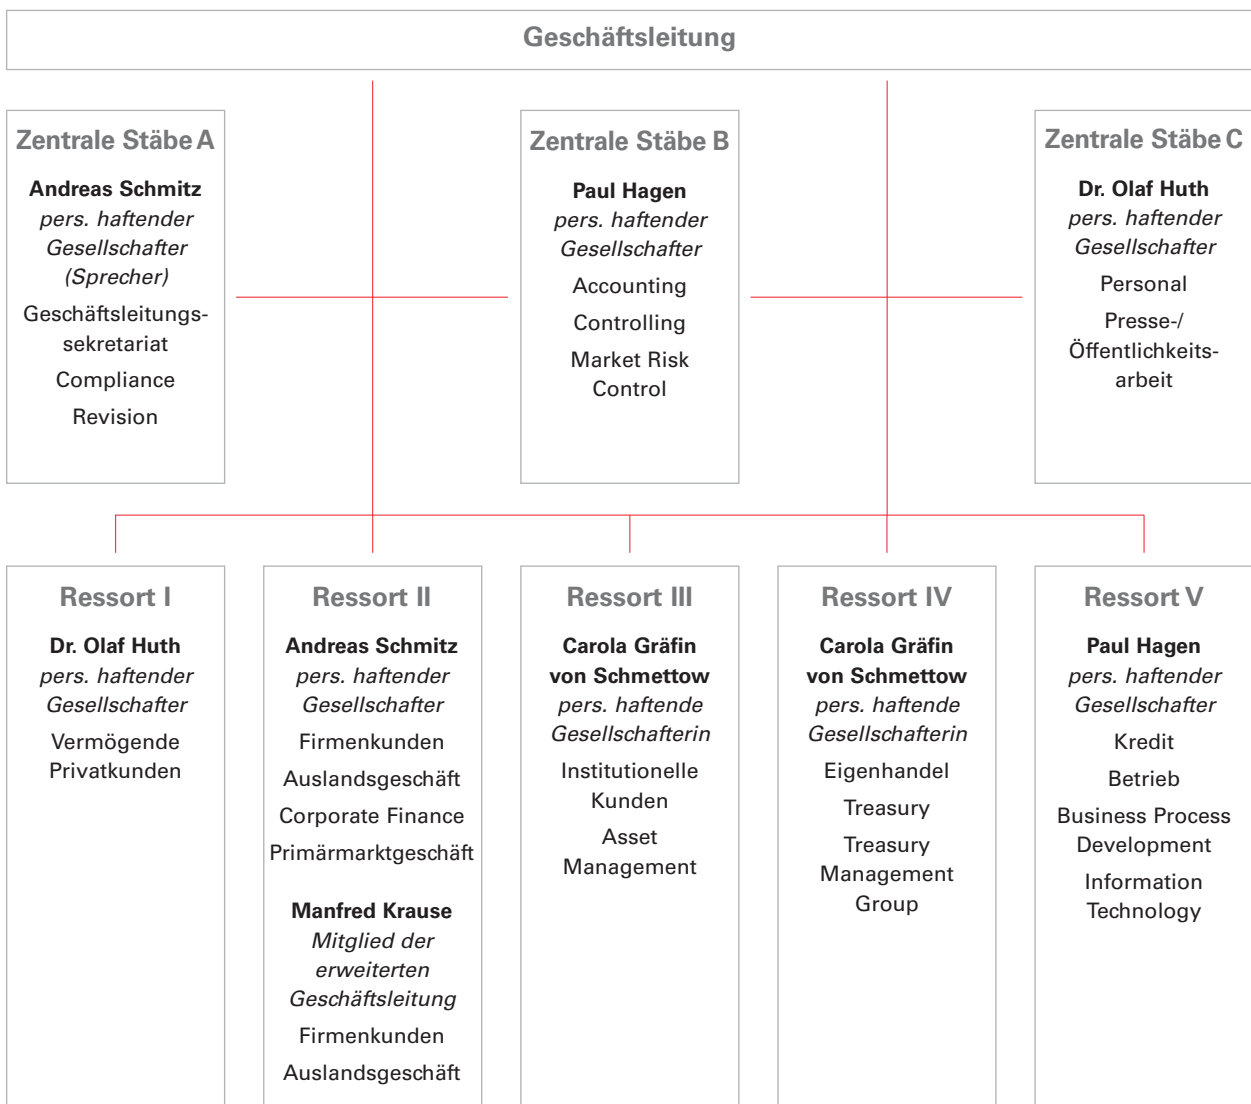 Geschäftsleitung
Zentrale Stäbe A
Andreas Schmitz
pers. haftender
Gesellschafter
(Sprecher)
Geschäftsleitungs-
sekretariat
Compliance
Revision
Zentrale Stäbe B
Paul Hagen
pers. haftender
Gesellschafter
Accounting
Controlling
Market Risk
Control
Zentrale Stäbe C
Dr. Olaf Huth
pers. haftender
Gesellschafter
Personal
Presse-/
Öffentlichkeits-
arbeit
Ressort I
Dr. Olaf Huth
pers. haftender
Gesellschafter
Vermögende
Privatkunden
Ressort II
Andreas Schmitz
pers. haftender
Gesellschafter
Firmenkunden
Auslandsgeschäft
Corporate Finance
Primärmarktgeschäft
Manfred Krause
Mitglied der
erweiterten
Geschäftsleitung
Firmenkunden
Auslandsgeschäft
Ressort III
Carola Gräfin
von Schmettow
pers. haftende
Gesellschafterin
Institutionelle
Kunden
Asset
Management
Ressort IV
Carola Gräfin
von Schmettow
pers. haftende
Gesellschafterin
Eigenhandel
Treasury
Treasury
Management
Group
Ressort V
Paul Hagen
pers. haftender
Gesellschafter
Kredit
Betrieb
Business Process
Development
Information
Technology